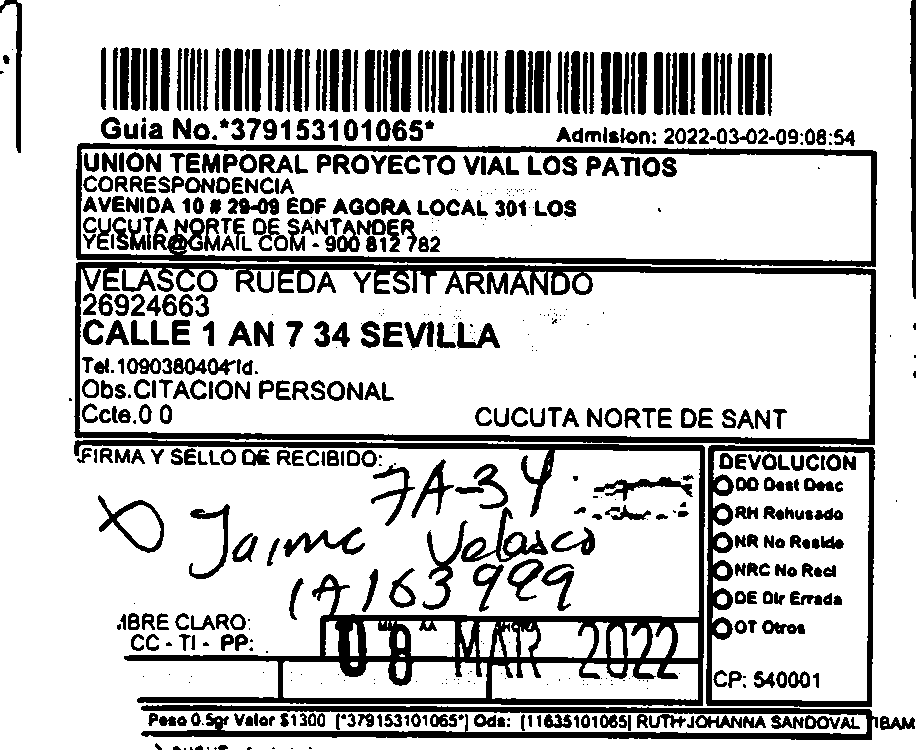 Guia No.*379153101065*
Admision: 2022-03-02-09:08:54
UNION TEMPORAL PROYECTO VIAL LOS PATIOS
CORRESPONDENCIA
AVENIDA 10 # 29-09 EDF AGORA LOCAL 301 LOS
CUCUTA NORTE DE SANTANDER
YEISMIR@GMAIL COM - 900 812 782
VELASCO RUEDA YESIT ARMANDO
26924663
CALLE 1 AN 7 34 SEVILLA
Tel.1090380404 Id.
Obs.CITACION PERSONAL
Ccte.0 0
CUCUTA NORTE DE SANT
FIRMA Y SELLO DE RECIBIDO:
7A-34
Jaime Velasco
163999
CLARO:
CC - TI - PP:
08 MAR 2022
DEVOLUCION
DD Dest Desc
RH Rehusado
NR No Reside
NRC No Recl
DE Dir Errada
OT Otros
CP: 540001
Peso 0.5gr Valor $1300 [*379153101065*] Ods: [11635101065] RUTH JOHANNA SANDOVAL